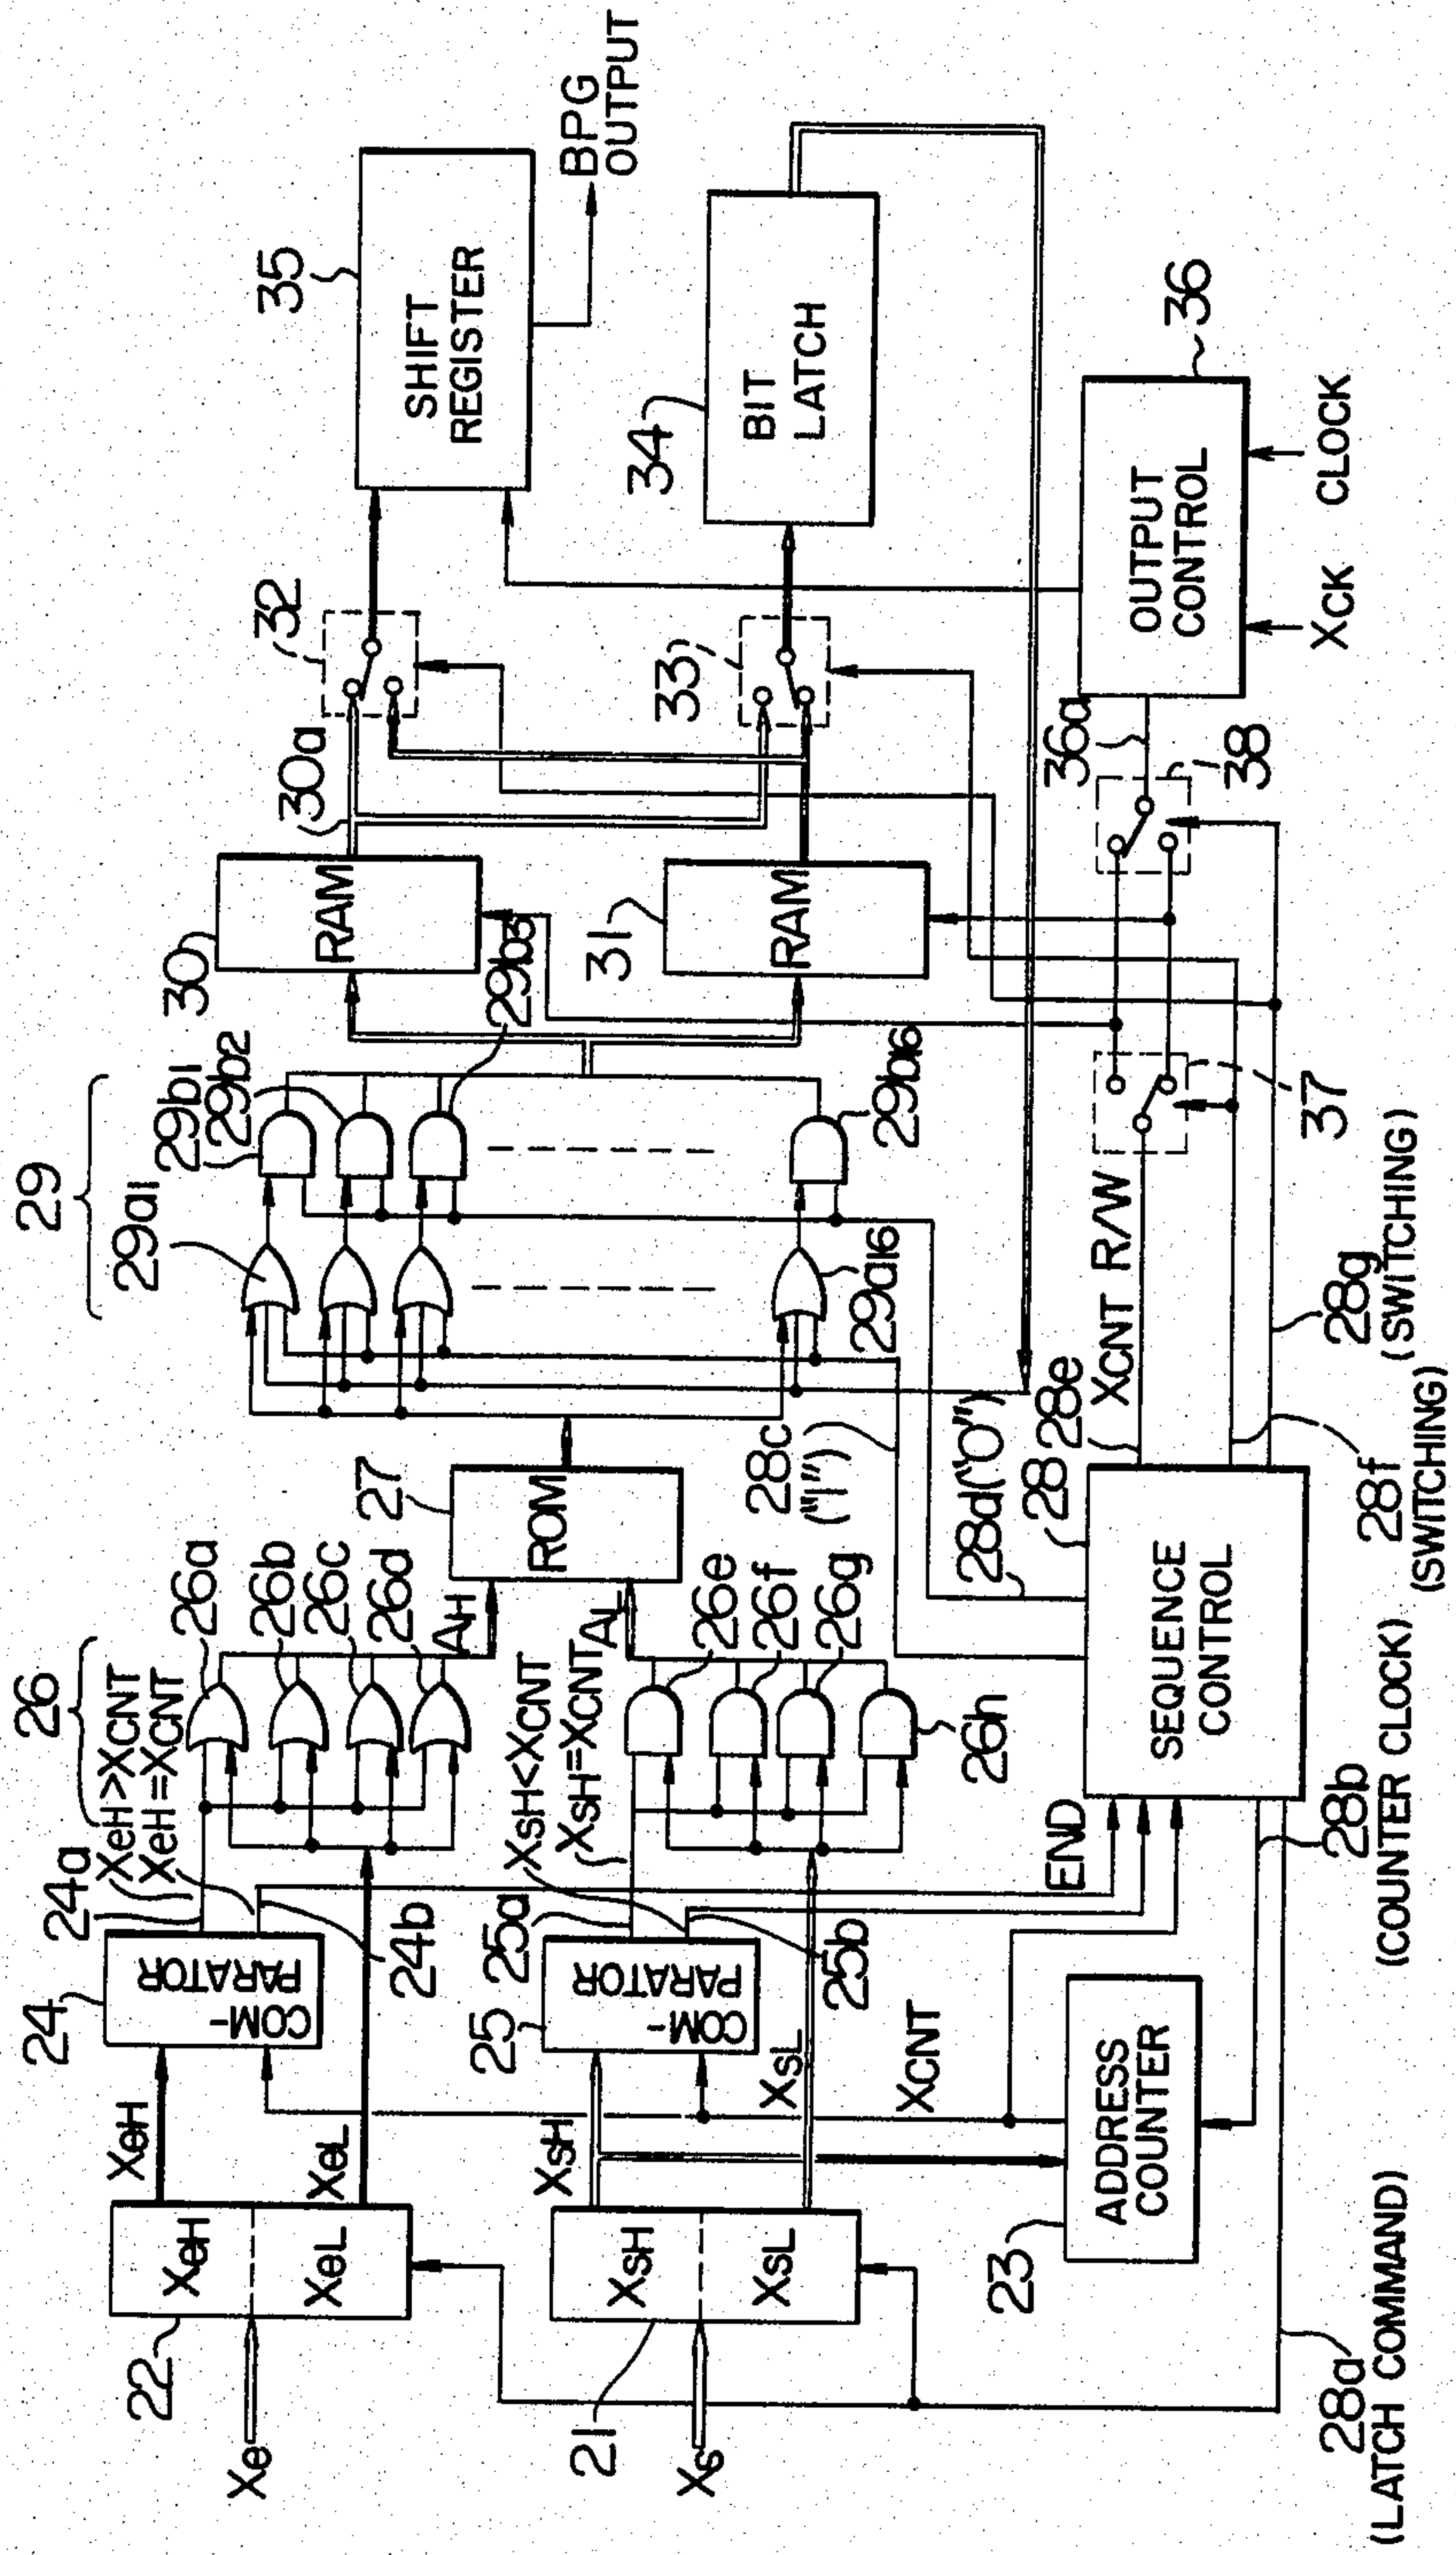 29
29a1
29b1
29b2
29b3
29b16
29a16
30
RAM
30a
32
35
SHIFT
REGISTER
BPG
OUTPUT
31
RAM
33
34
BIT
LATCH
36
OUTPUT
CONTROL
36a
XCK
CLOCK
38
37
26
XeH>XCNT
XeH=XCNT
26a
26b
26c
26d
AH
27
ROM
AL
XSH<XCNT
XSH=XCNT
26e
26f
26g
26h
28c
("1")
28d("0")
28
28e
XCNT R/W
SEQUENCE
CONTROL
28g
(SWITCHING)
28f
(SWITCHING)
28b
(COUNTER CLOCK)
END
24
24a
COM-
PARATOR
24b
25
25a
COM-
PARATOR
25b
XeH
XeL
XSH
XSL
XCNT
22
XeH
XeL
Xe
21
XSH
XSL
XS
23
ADDRESS
COUNTER
28a
(LATCH COMMAND)